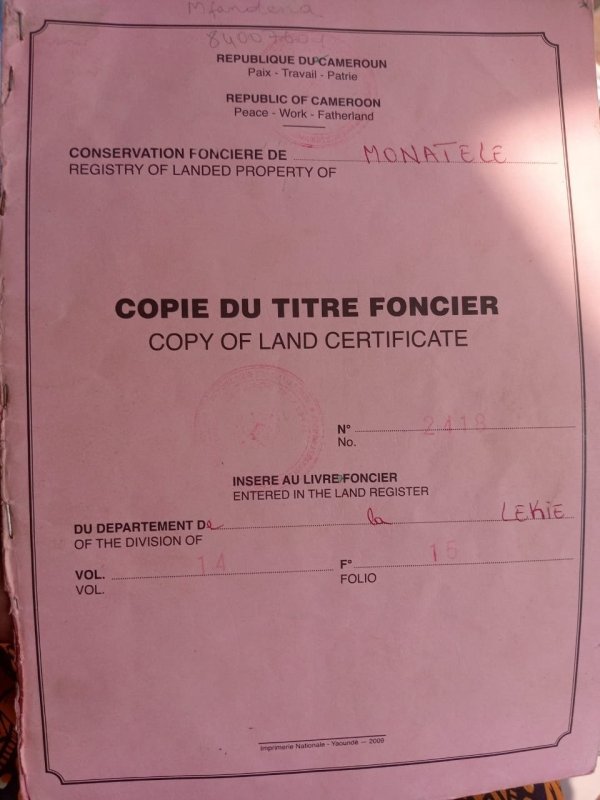 Mfandena
REPUBLIQUE DU CAMEROUN
Paix - Travail - Patrie
REPUBLIC OF CAMEROON
Peace - Work - Fatherland
CONSERVATION FONCIERE DE MONATELE
REGISTRY OF LANDED PROPERTY OF
COPIE DU TITRE FONCIER
COPY OF LAND CERTIFICATE
N° 2418
No.
INSERE AU LIVRE FONCIER
ENTERED IN THE LAND REGISTER
DU DEPARTEMENT De la LEKIE
OF THE DIVISION OF
VOL. 14 F° 15
VOL. FOLIO
Imprimerie Nationale - Yaoundé — 2009